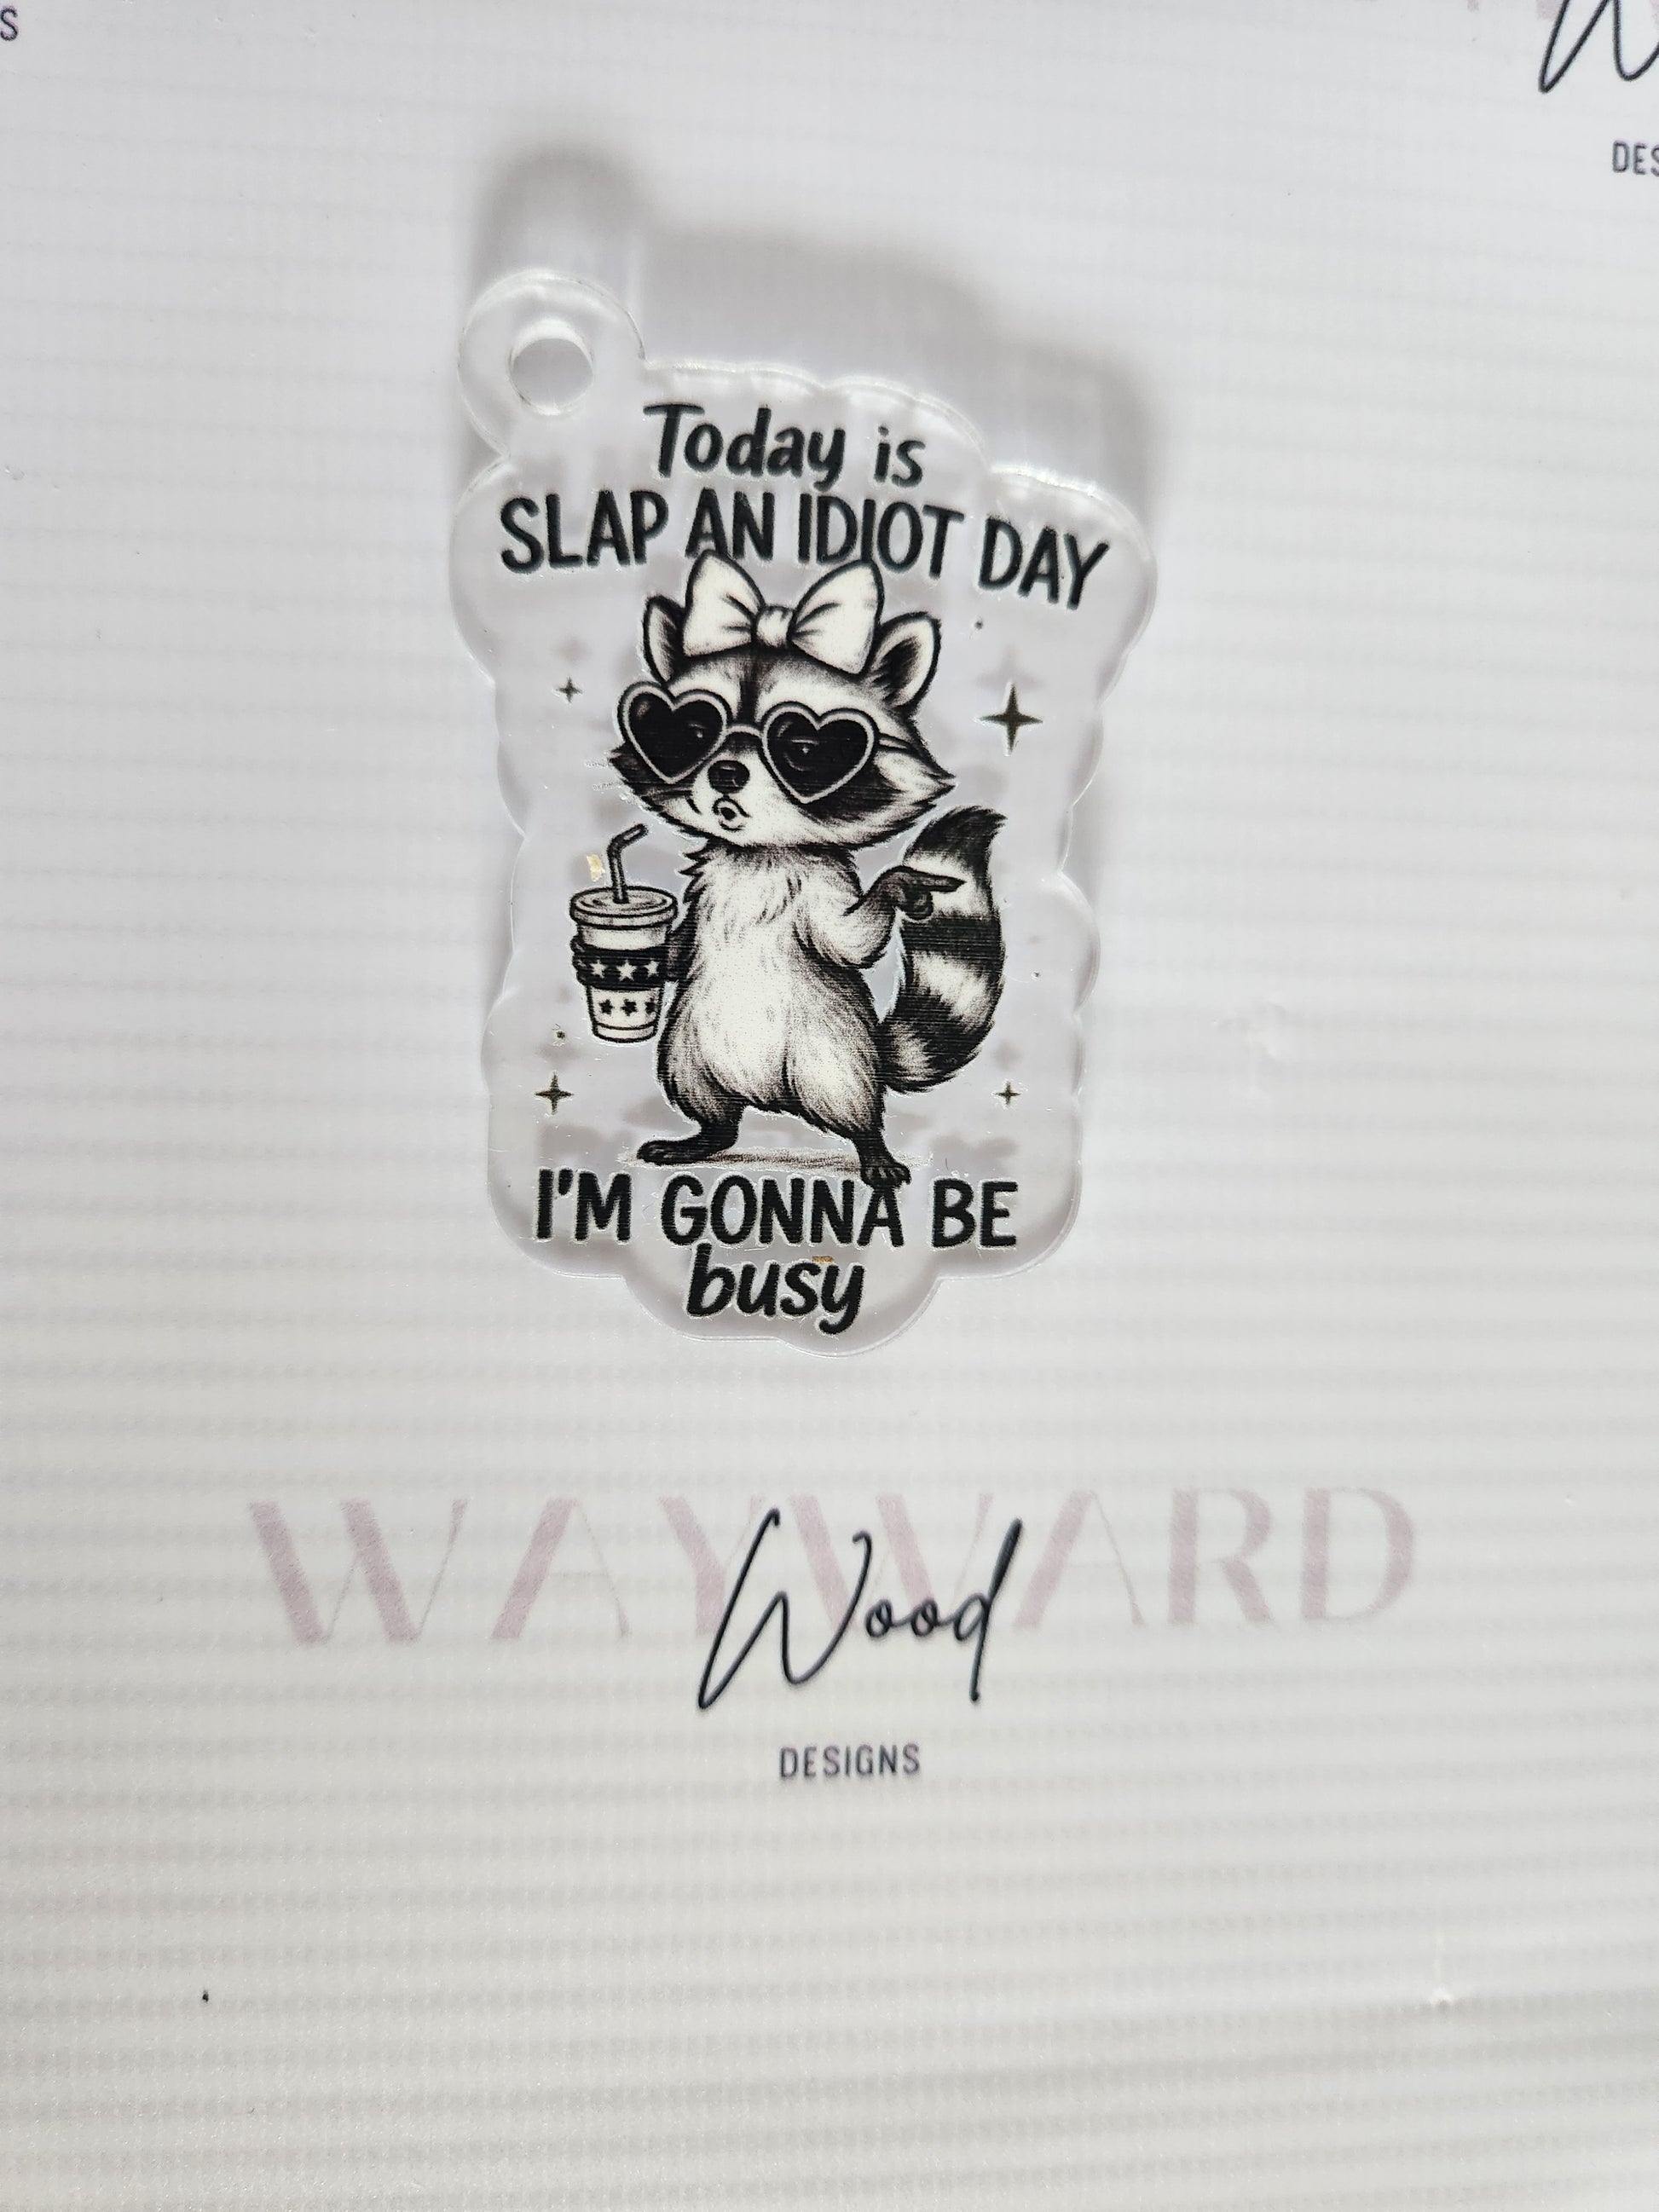 S
W
DES
Today is
SLAP AN IDIOT DAY
I'M GONNA BE
busy
WAYWARD
Wood
DESIGNS